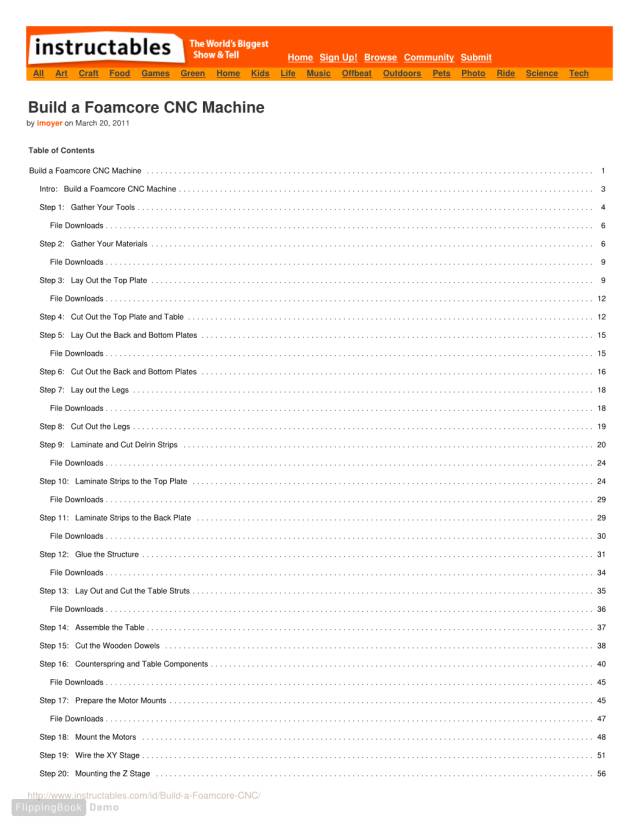 instructables
The World's Biggest
Show & Tell
Home Sign Up! Browse Community Submit
All Art Craft Food Games Green Home Kids Life Music Offbeat Outdoors Pets Photo Ride Science Tech
Build a Foamcore CNC Machine
by imoyer on March 20, 2011
Table of Contents
Build a Foamcore CNC Machine 1
Intro: Build a Foamcore CNC Machine 3
Step 1: Gather Your Tools 4
File Downloads 6
Step 2: Gather Your Materials 6
File Downloads 9
Step 3: Lay Out the Top Plate 9
File Downloads 12
Step 4: Cut Out the Top Plate and Table 12
Step 5: Lay Out the Back and Bottom Plates 15
File Downloads 15
Step 6: Cut Out the Back and Bottom Plates 16
Step 7: Lay out the Legs 18
File Downloads 18
Step 8: Cut Out the Legs 19
Step 9: Laminate and Cut Delrin Strips 20
File Downloads 24
Step 10: Laminate Strips to the Top Plate 24
File Downloads 29
Step 11: Laminate Strips to the Back Plate 29
File Downloads 30
Step 12: Glue the Structure 31
File Downloads 34
Step 13: Lay Out and Cut the Table Struts 35
File Downloads 36
Step 14: Assemble the Table 37
Step 15: Cut the Wooden Dowels 38
Step 16: Counterspring and Table Components 40
File Downloads 45
Step 17: Prepare the Motor Mounts 45
File Downloads 47
Step 18: Mount the Motors 48
Step 19: Wire the XY Stage 51
Step 20: Mounting the Z Stage 56
http://www.instructables.com/id/Build-a-Foamcore-CNC/
FlippingBook Demo